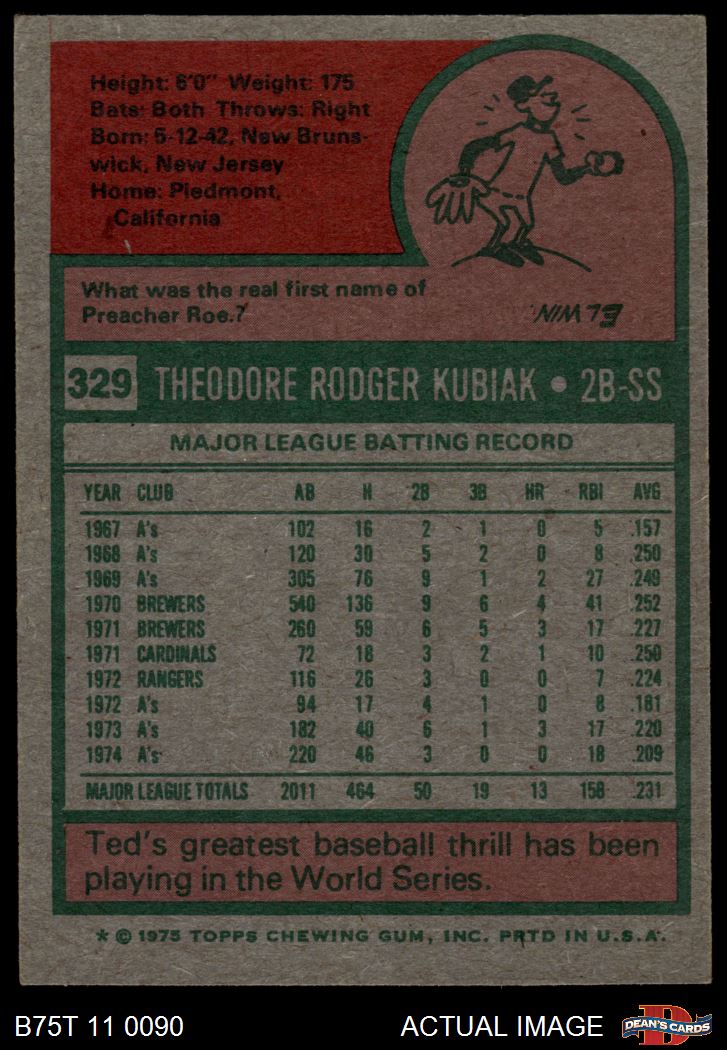 Height: 6'0" Weight: 175
Bats: Both Throws: Right
Born: 5-12-42, New Bruns-
wick, New Jersey
Home: Piedmont,
California
What was the real first name of
Preacher Roe.?
ELWIN
329 THEODORE RODGER KUBIAK • 2B-SS
MAJOR LEAGUE BATTING RECORD
YEAR CLUB AB H 2B 3B HR RBI AVG
1967 A's 102 16 2 1 0 5 .157
1968 A's 120 30 5 2 0 8 .250
1969 A's 305 76 9 1 2 27 .249
1970 BREWERS 540 136 9 6 4 41 .252
1971 BREWERS 260 59 6 5 3 17 .227
1971 CARDINALS 72 18 3 2 1 10 .250
1972 RANGERS 116 26 3 0 0 7 .224
1972 A's 94 17 4 1 0 8 .181
1973 A's 182 40 6 1 3 17 .220
1974 A's 220 46 3 0 0 18 .209
MAJOR LEAGUE TOTALS 2011 464 50 19 13 158 .231
Ted's greatest baseball thrill has been
playing in the World Series.
* © 1975 TOPPS CHEWING GUM, INC. PRTD IN U.S.A.
B75T 11 0090 ACTUAL IMAGE D DEAN'S CARDS